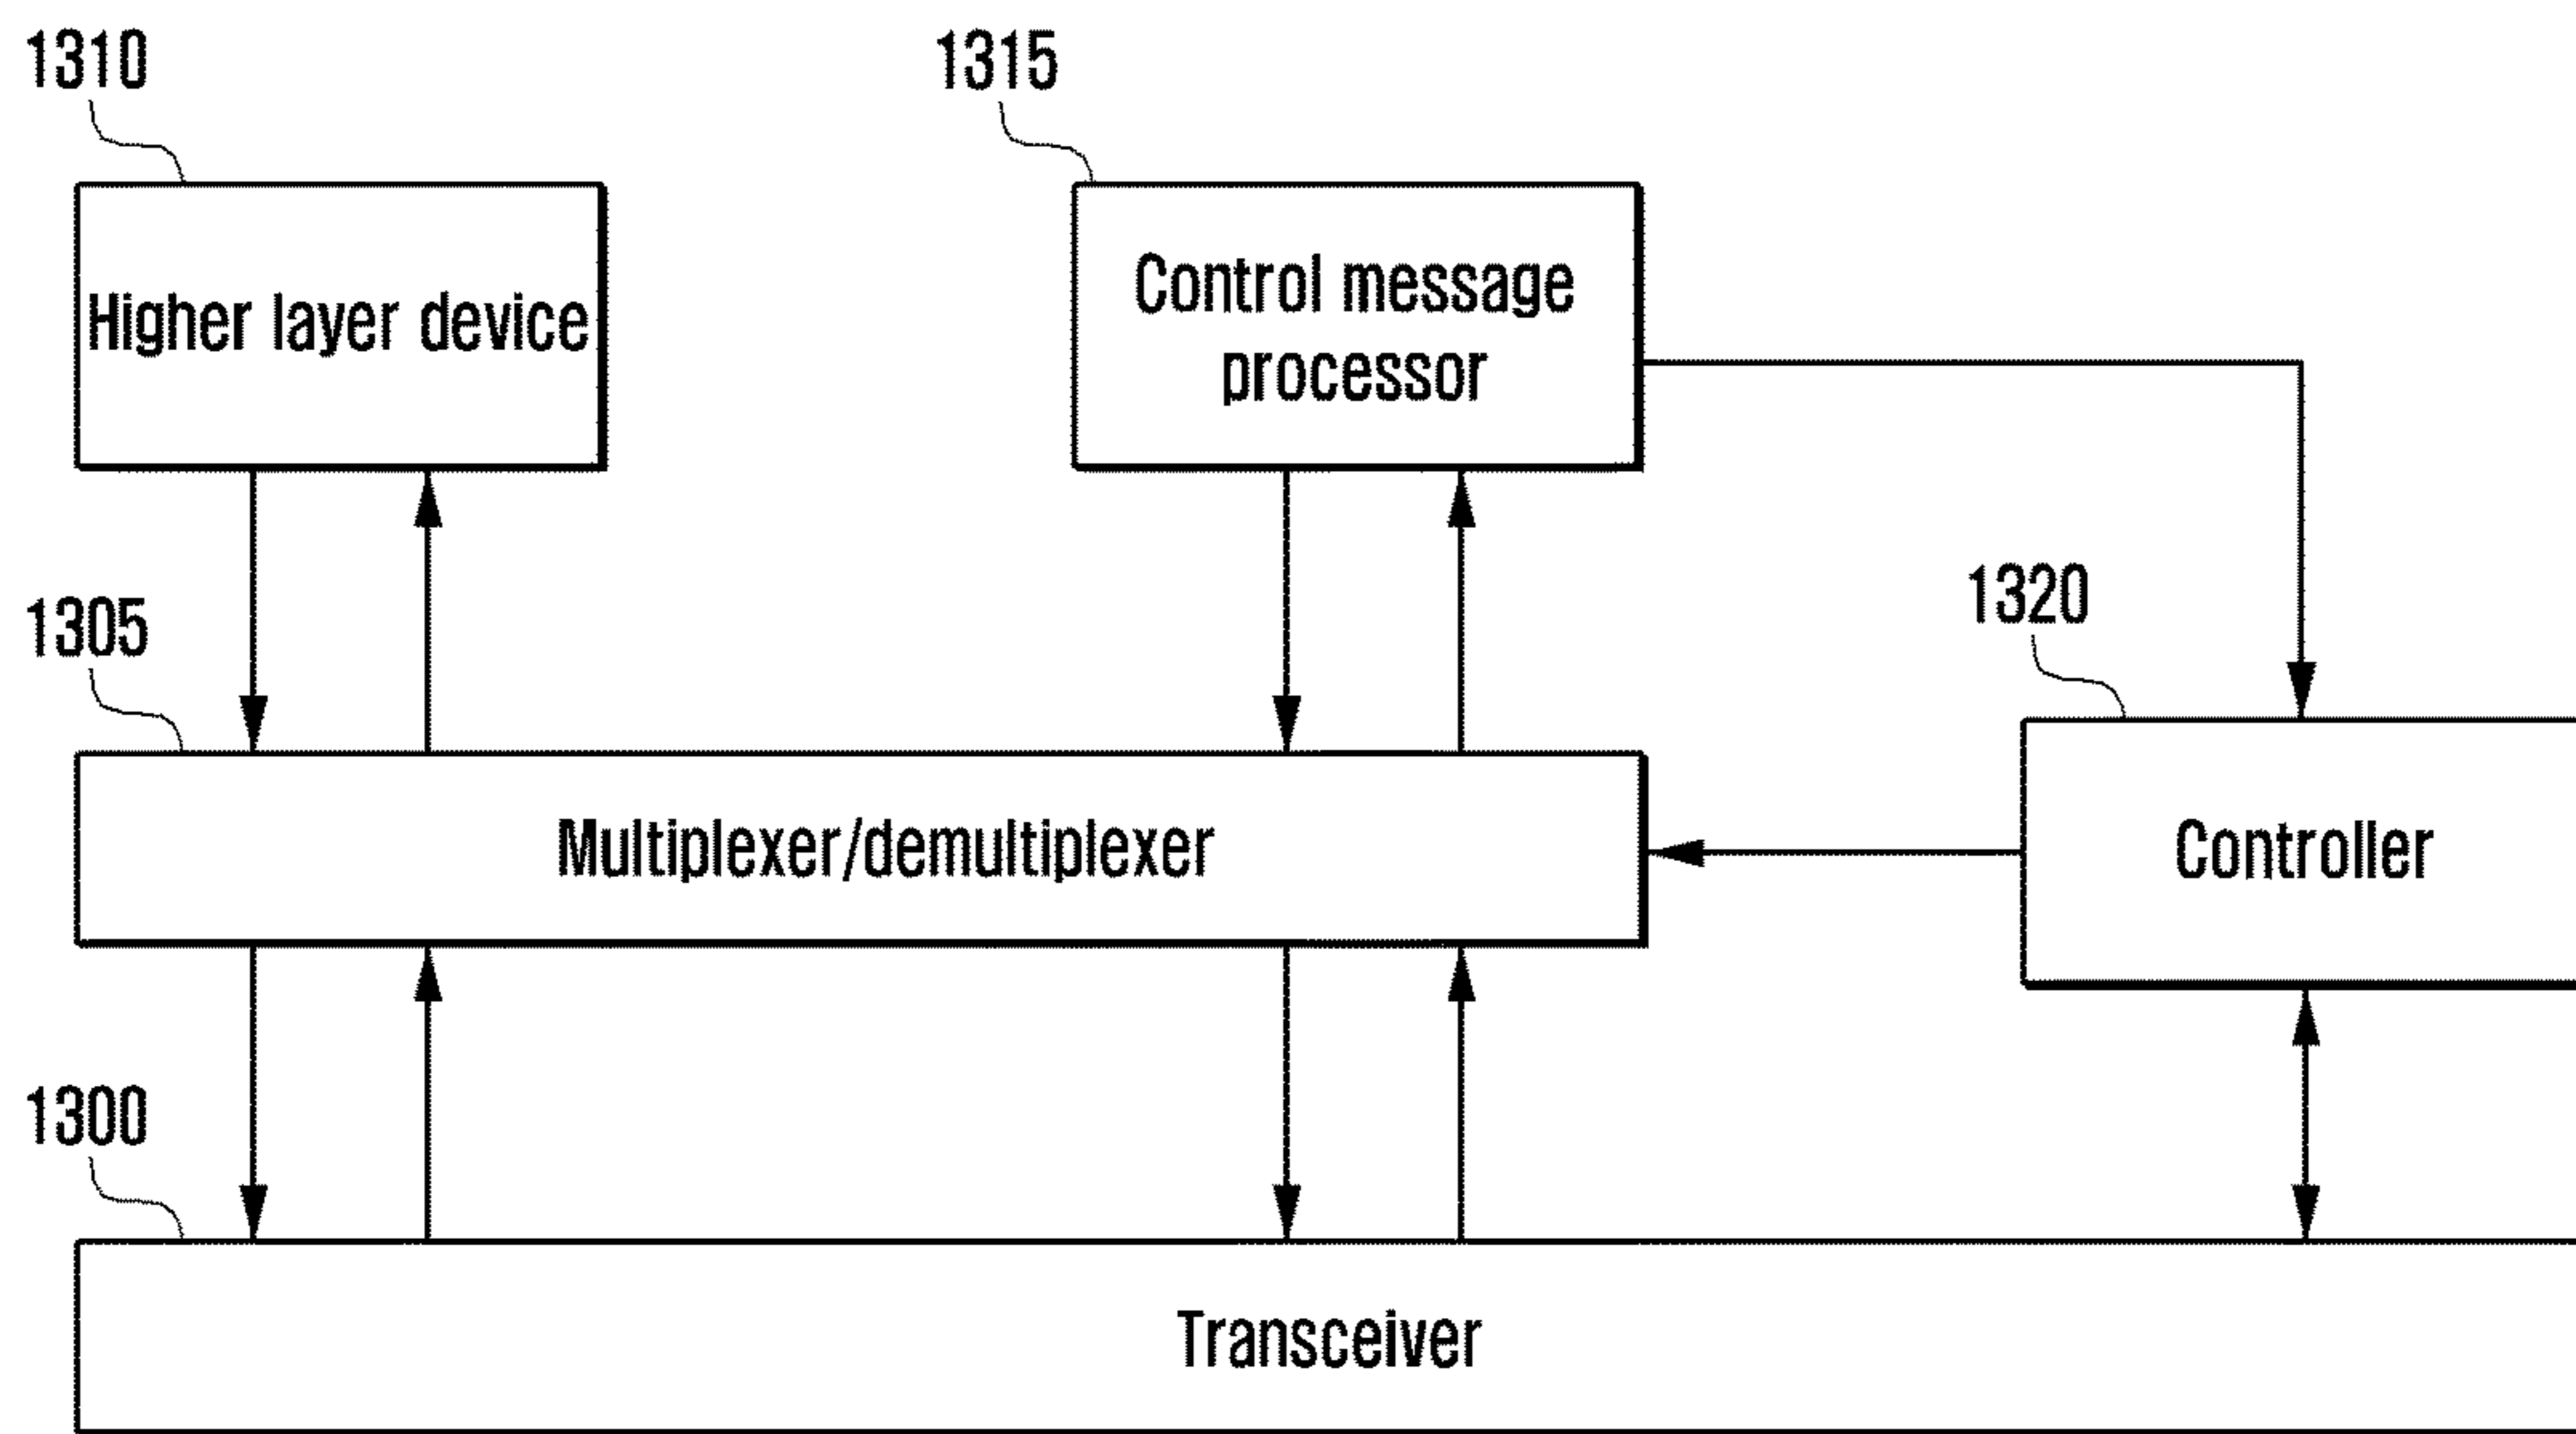 1310
1315
Higher layer device
Control message
processor
1305
1320
Multiplexer/demultiplexer
Controller
1300
Transceiver